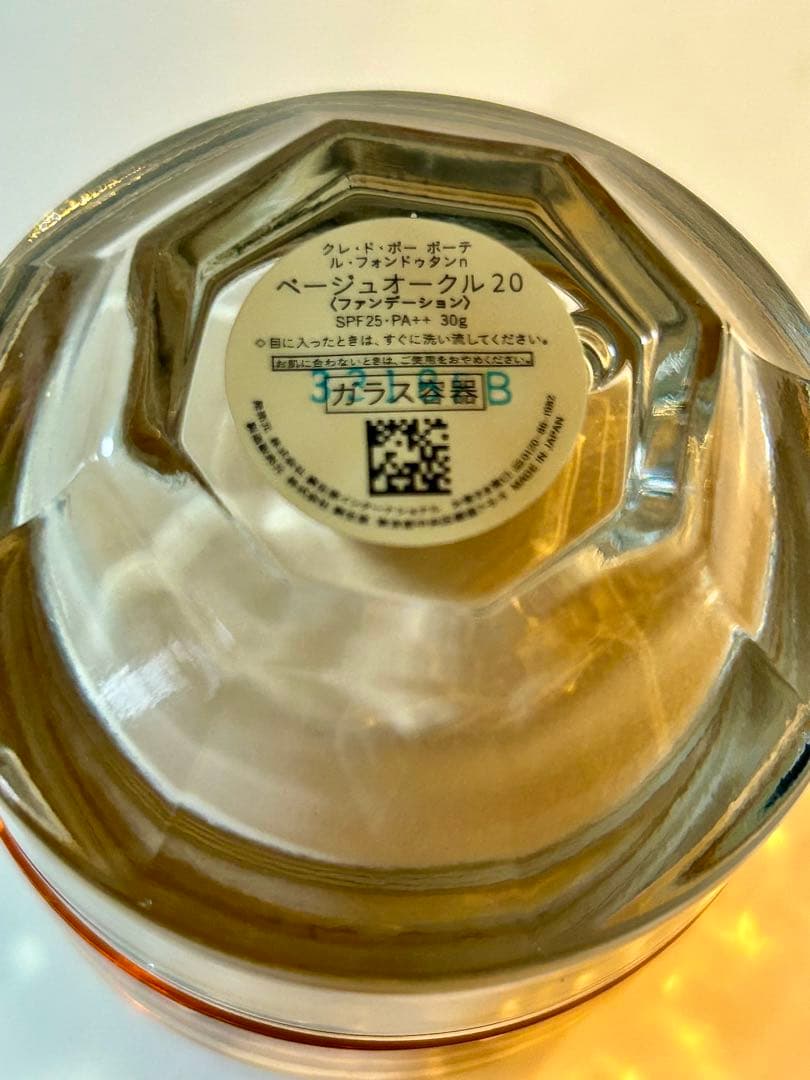 クレ・ド・ポー ボーテ
ル・フォンドゥタンn
ベージュオークル20
〈ファンデーション〉
SPF25・PA++ 30g
◇目に入ったときは、すぐに洗い流してください。
お肌に合わないときは、ご使用をおやめください。
ガラス容器
MADE IN JAPAN